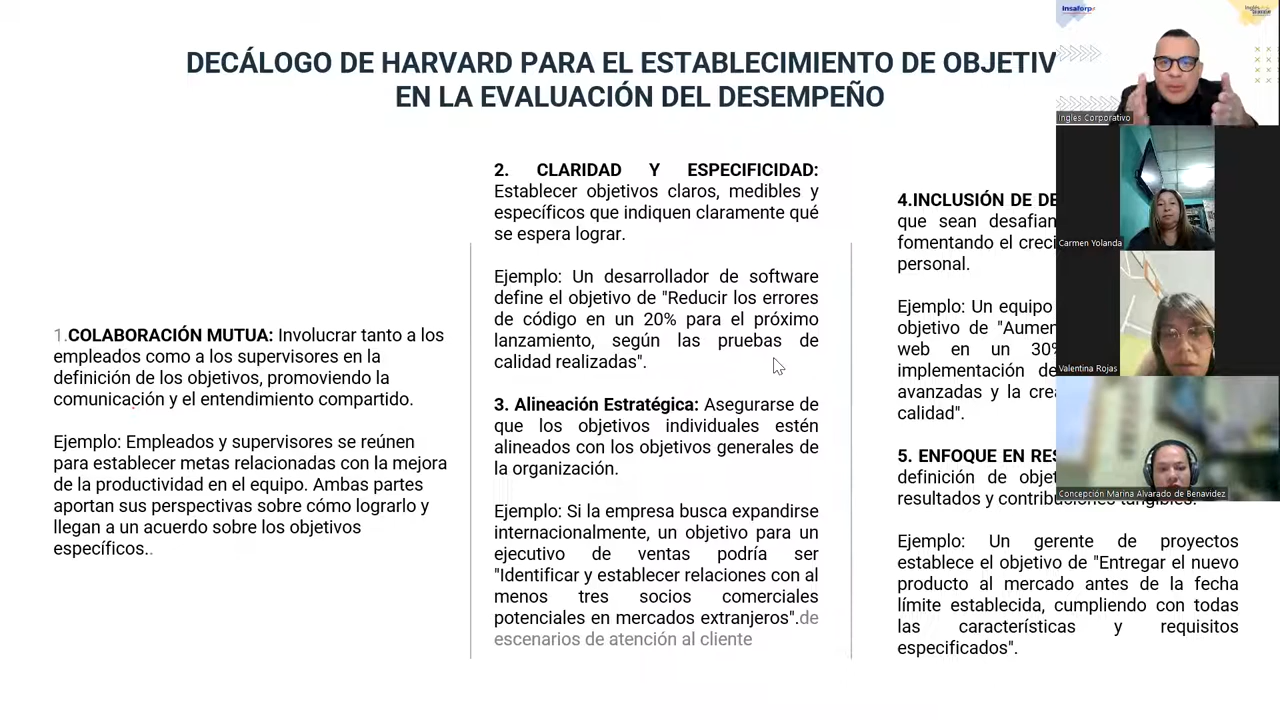 DECÁLOGO DE HARVARD PARA EL ESTABLECIMIENTO DE OBJETIV
EN LA EVALUACIÓN DEL DESEMPEÑO
1.COLABORACIÓN MUTUA: Involucrar tanto a los
empleados como a los supervisores en la
definición de los objetivos, promoviendo la
comunicación y el entendimiento compartido.
Ejemplo: Empleados y supervisores se reúnen
para establecer metas relacionadas con la mejora
de la productividad en el equipo. Ambas partes
aportan sus perspectivas sobre cómo lograrlo y
llegan a un acuerdo sobre los objetivos
específicos..
2. CLARIDAD Y ESPECIFICIDAD:
Establecer objetivos claros, medibles y
específicos que indiquen claramente qué
se espera lograr.
Ejemplo: Un desarrollador de software
define el objetivo de "Reducir los errores
de código en un 20% para el próximo
lanzamiento, según las pruebas de
calidad realizadas".
3. Alineación Estratégica: Asegurarse de
que los objetivos individuales estén
alineados con los objetivos generales de
la organización.
Ejemplo: Si la empresa busca expandirse
internacionalmente, un objetivo para un
ejecutivo de ventas podría ser
"Identificar y establecer relaciones con al
menos tres socios comerciales
potenciales en mercados extranjeros".de
escenarios de atención al cliente
4.INCLUSIÓN DE DE
que sean desafian
fomentando el creci
personal.
Ejemplo: Un equipo
objetivo de "Aumen
web en un 30%
implementación de
avanzadas y la crea
calidad".
5. ENFOQUE EN RES
definición de objet
resultados y contribuciones tangibles.
Ejemplo: Un gerente de proyectos
establece el objetivo de "Entregar el nuevo
producto al mercado antes de la fecha
límite establecida, cumpliendo con todas
las características y requisitos
especificados".
insaforp
Ingles Corporativo
Carmen Yolanda
Valentina Rojas
Concepción Marina Alvarado de Benavidez